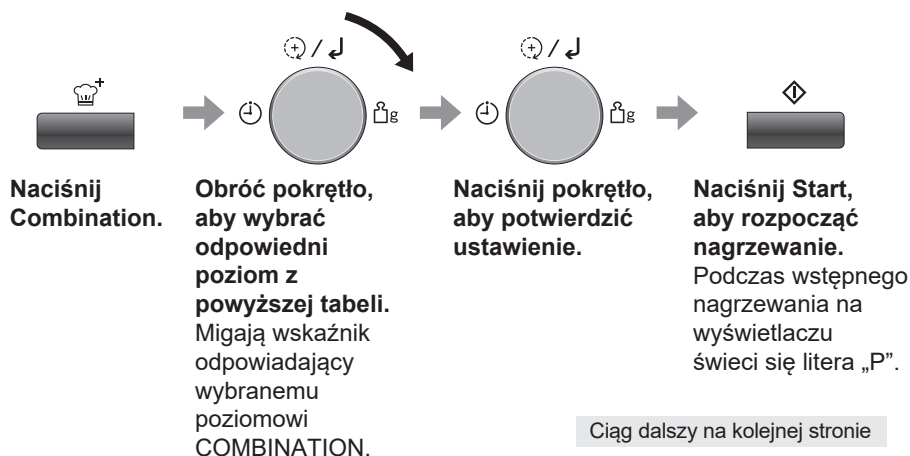 g
g
Naciśnij
Combination.
Obróć pokrętło,
aby wybrać
odpowiedni
poziom z
powyższej tabeli.
Migają wskaźnik
odpowiadający
wybranemu
poziomowi
COMBINATION.
Naciśnij pokrętło,
aby potwierdzić
ustawienie.
Naciśnij Start,
aby rozpocząć
nagrzewanie.
Podczas wstępnego
nagrzewania na
wyświetlaczu
świeci się litera „P”.
Ciąg dalszy na kolejnej stronie